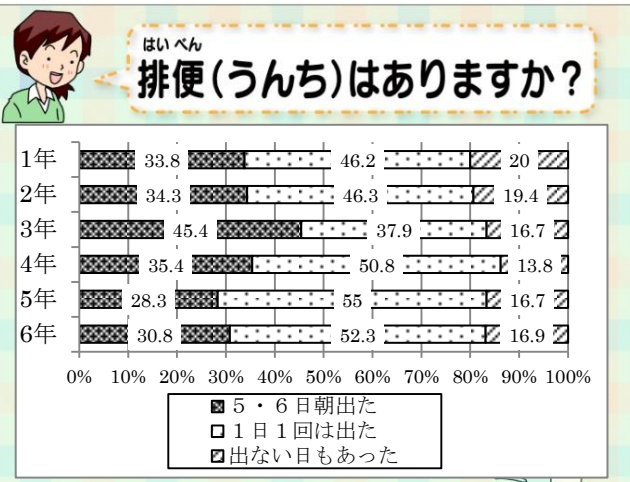 はいべん
排便(うんち)はありますか？
1年 33.8 46.2 20
2年 34.3 46.3 19.4
3年 45.4 37.9 16.7
4年 35.4 50.8 13.8
5年 28.3 55 16.7
6年 30.8 52.3 16.9
0% 10% 20% 30% 40% 50% 60% 70% 80% 90% 100%
５・６日朝出た
１日１回は出た
出ない日もあった